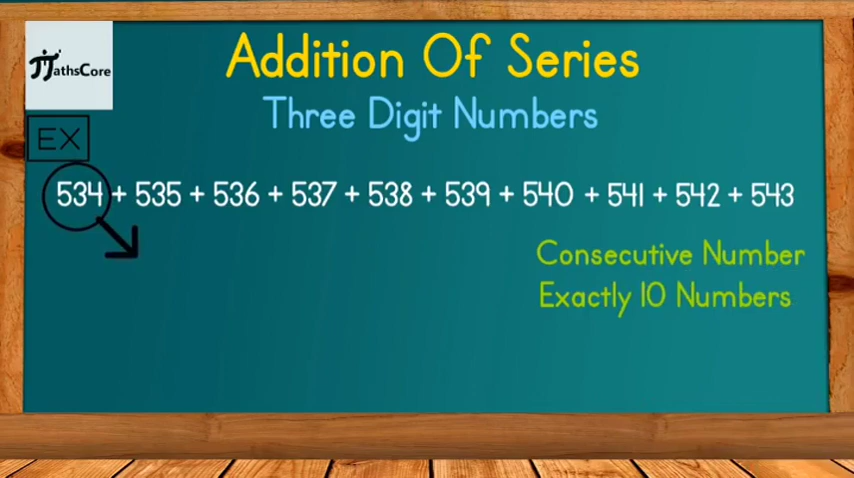 πathsCore
Addition Of Series
Three Digit Numbers
EX
534 + 535 + 536 + 537 + 538 + 539 + 540 + 541 + 542 + 543
Consecutive Number
Exactly 10 Numbers